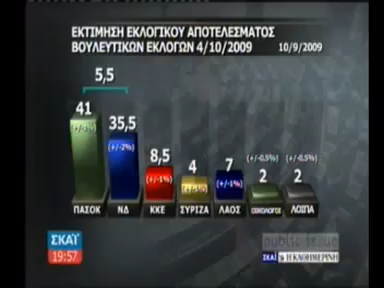 ΕΚΤΙΜΗΣΗ ΕΚΛΟΓΙΚΟΥ ΑΠΟΤΕΛΕΣΜΑΤΟΣ
ΒΟΥΛΕΥΤΙΚΩΝ ΕΚΛΟΓΩΝ 4/10/2009
10/9/2009
5,5
41
35,5
8,5
4
7
2
2
(+/-2%)
(+/-1%)
(+/-1%)
(+/-0.5%)
(+/-0.5%)
ΠΑΣΟΚ
ΝΔ
ΚΚΕ
ΣΥΡΙΖΑ
ΛΑΟΣ
ΟΙΚΟΛΟΓΟΙ
ΛΟΙΠΑ
ΣΚΑΪ
19:57
public issue
ΣΚΑΪ
Η ΚΑΘΗΜΕΡΙΝΗ